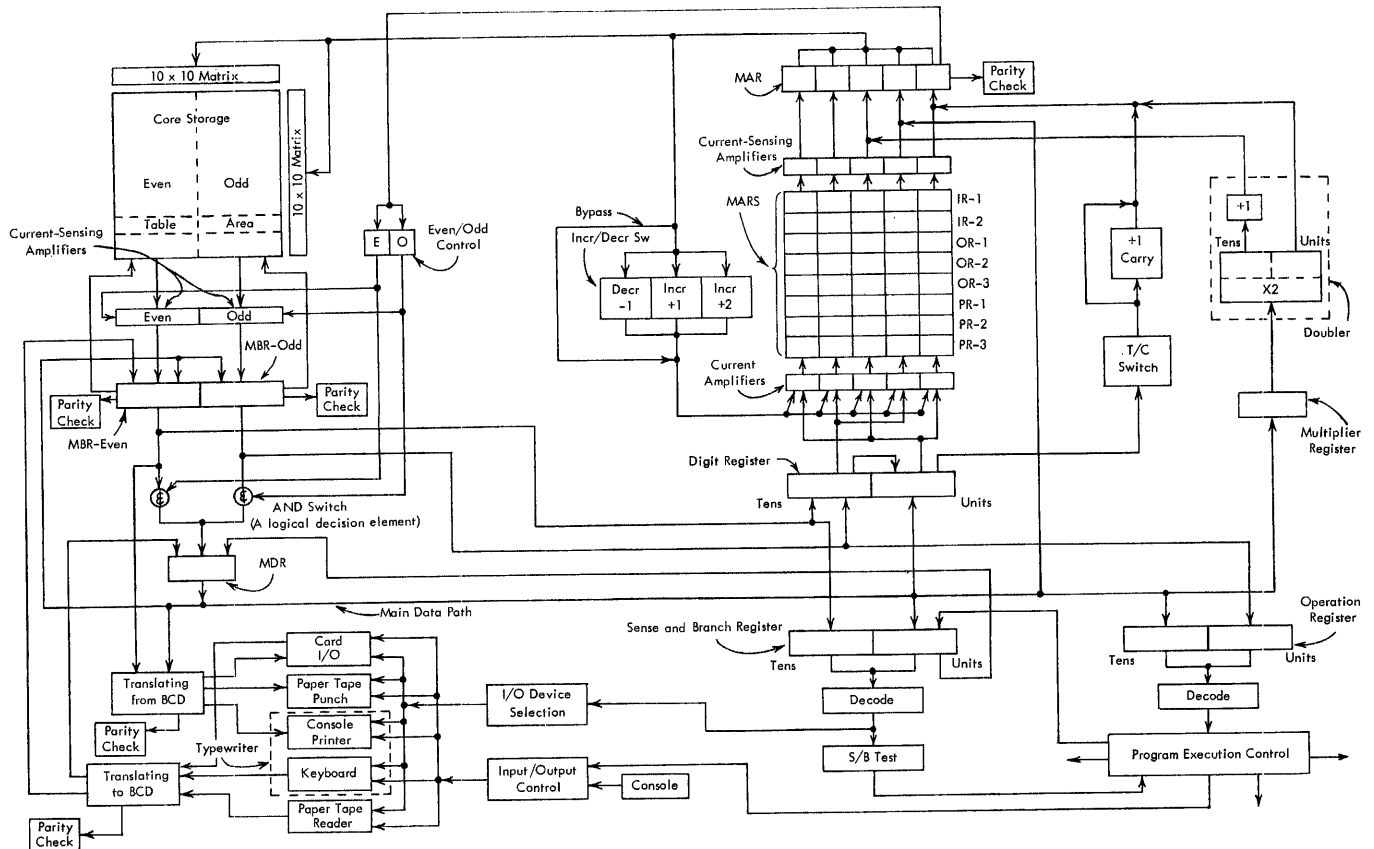 10 x 10 Matrix
Core Storage
Even
Odd
Table
Area
10 x 10 Matrix
Current-Sensing
Amplifiers
Even
Odd
MBR-Odd
Parity
Check
Parity
Check
MBR-Even
E
O
Even/Odd
Control
Bypass
Incr/Decr Sw
Decr
-1
Incr
+1
Incr
+2
MAR
Parity
Check
Current-Sensing
Amplifiers
MARS
IR-1
IR-2
OR-1
OR-2
OR-3
PR-1
PR-2
PR-3
Current
Amplifiers
+1
Carry
T/C
Switch
+1
Tens
Units
X2
Doubler
Multiplier
Register
Digit Register
Tens
Units
&
&
AND Switch
(A logical decision element)
MDR
Main Data Path
Sense and Branch Register
Tens
Units
Decode
S/B Test
Operation
Register
Tens
Units
Decode
Program Execution Control
Card
I/O
Paper Tape
Punch
Console
Printer
Typewriter
Keyboard
Paper Tape
Reader
Translating
from BCD
Parity
Check
Translating
to BCD
Parity
Check
I/O Device
Selection
Input/Output
Control
Console